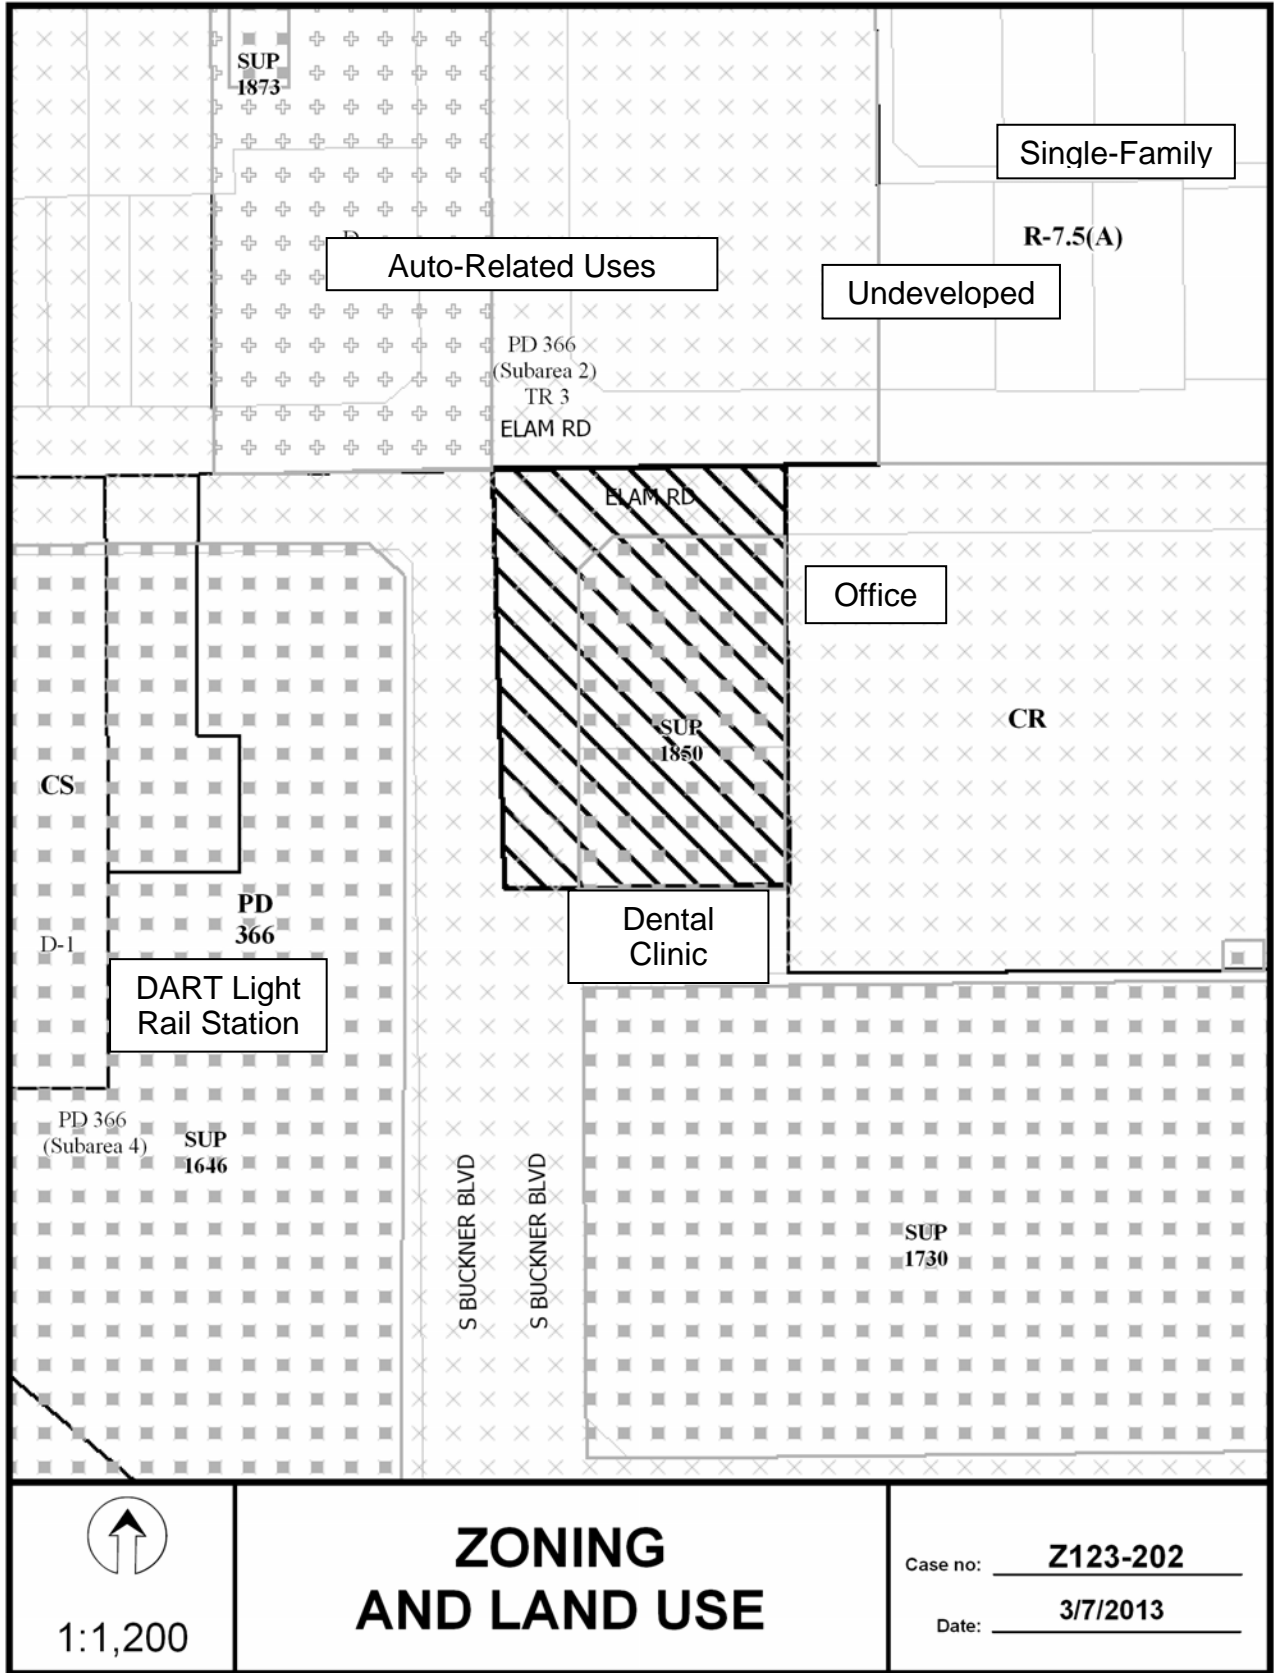 SUP
1873
Single-Family
R-7.5(A)
D
Auto-Related Uses
Undeveloped
PD 366
(Subarea 2)
TR 3
ELAM RD
ELAM RD
Office
SUP
1850
CR
CS
PD
366
Dental
Clinic
D-1
DART Light
Rail Station
PD 366
(Subarea 4)
SUP
1646
S BUCKNER BLVD
S BUCKNER BLVD
SUP
1730
1:1,200
ZONING
AND LAND USE
Case no: Z123-202
Date: 3/7/2013